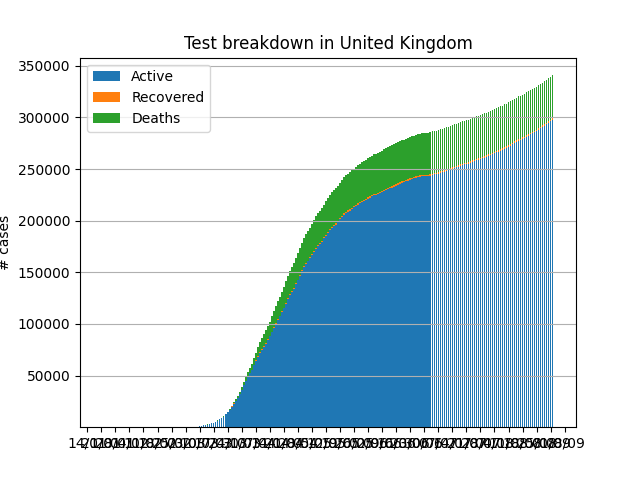 Test breakdown in United Kingdom
350000
300000
250000
200000
150000
100000
50000
# cases
Active
Recovered
Deaths